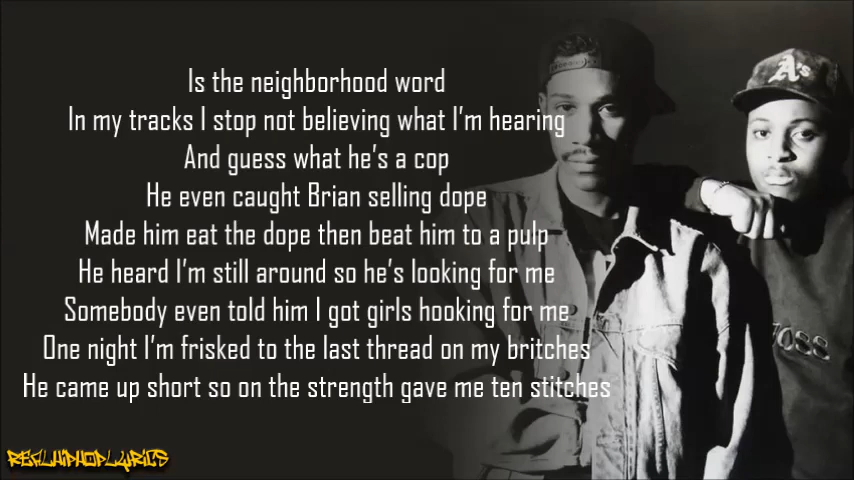 Is the neighborhood word
In my tracks I stop not believing what I'm hearing
And guess what he's a cop
He even caught Brian selling dope
Made him eat the dope then beat him to a pulp
He heard I'm still around so he's looking for me
Somebody even told him I got girls hooking for me
One night I'm frisked to the last thread on my britches
He came up short so on the strength gave me ten stitches
A's
BOSS
REALHIPHOPLYRICS